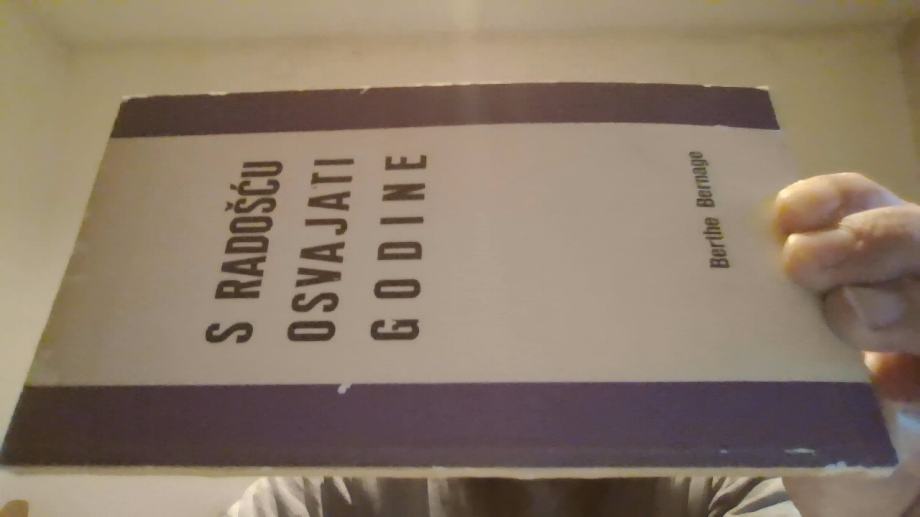 S RADOŠĆU
OSVAJATI
GODINE
Berthe Bernage